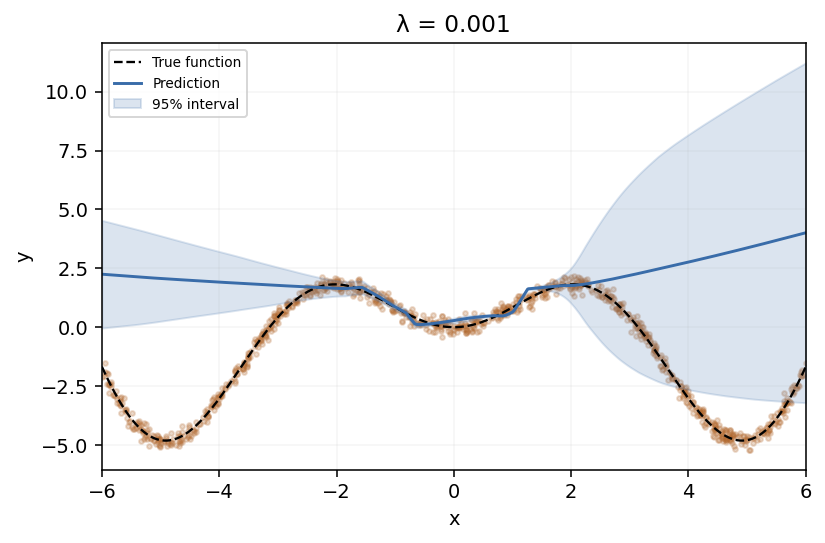 λ = 0.001
True function
Prediction
95% interval
10.0
7.5
5.0
2.5
0.0
−2.5
−5.0
y
−6 −4 −2 0 2 4 6
x